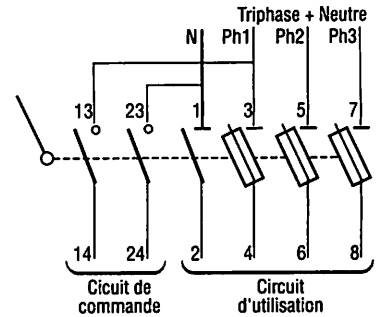 Triphase + Neutre
N Ph1 Ph2 Ph3
13 23 1 3 5 7
14 24 2 4 6 8
Cicuit de commande
Circuit d'utilisation